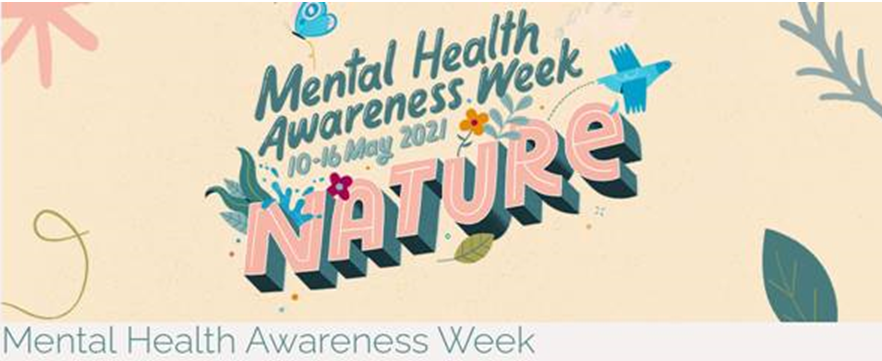 Mental Health
Awareness Week
10-16 May 2021
NATURe
Mental Health Awareness Week